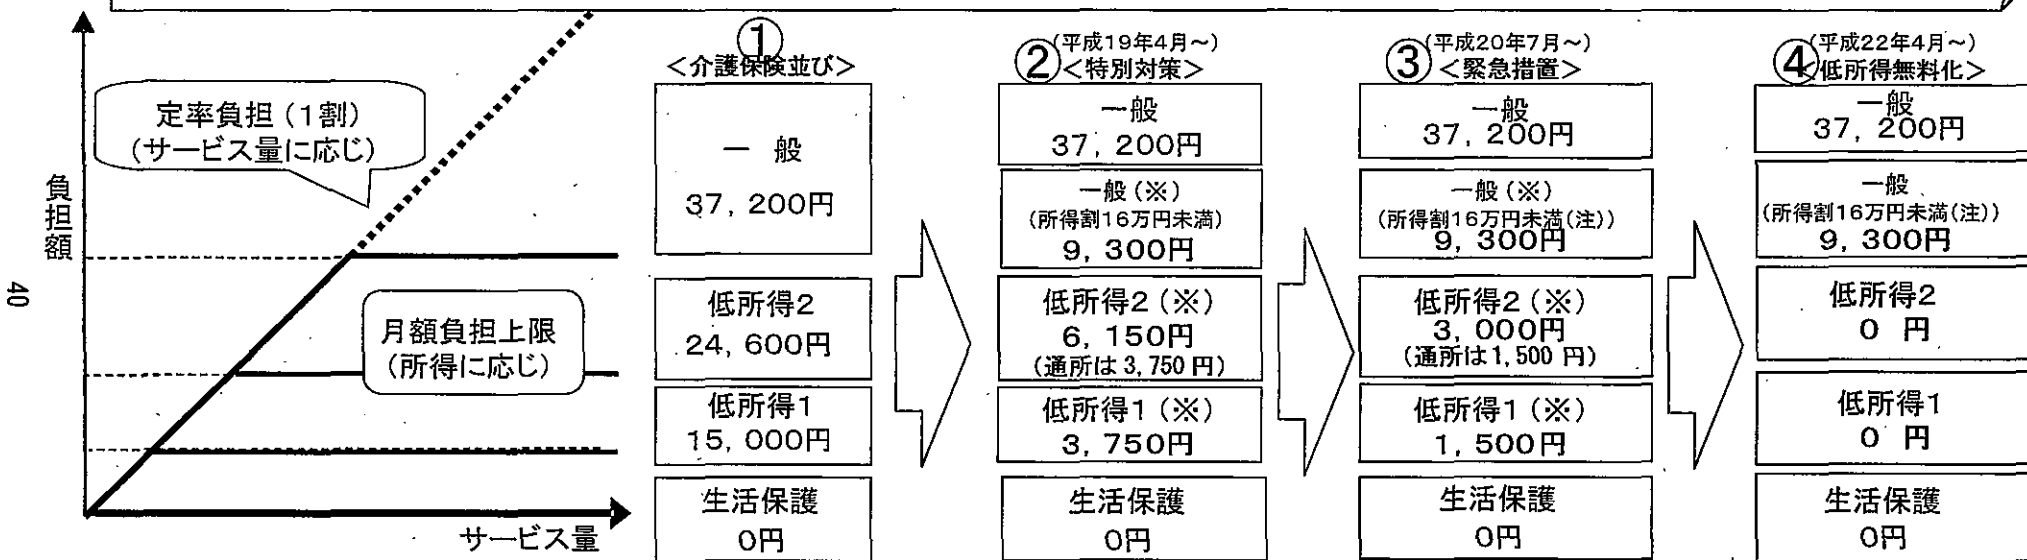 定率負担(1割)
(サービス量に応じ)
負担額
月額負担上限
(所得に応じ)
サービス量
40
①
<介護保険並び>
一 般
37,200円
低所得2
24,600円
低所得1
15,000円
生活保護
0円
②(平成19年4月~)
<特別対策>
一般
37,200円
一般(※)
(所得割16万円未満)
9,300円
低所得2(※)
6,150円
(通所は3,750円)
低所得1(※)
3,750円
生活保護
0円
③(平成20年7月~)
<緊急措置>
一般
37,200円
一般(※)
(所得割16万円未満(注))
9,300円
低所得2(※)
3,000円
(通所は1,500円)
低所得1(※)
1,500円
生活保護
0円
④(平成22年4月~)
<低所得無料化>
一般
37,200円
一般
(所得割16万円未満(注))
9,300円
低所得2
0 円
低所得1
0 円
生活保護
0円